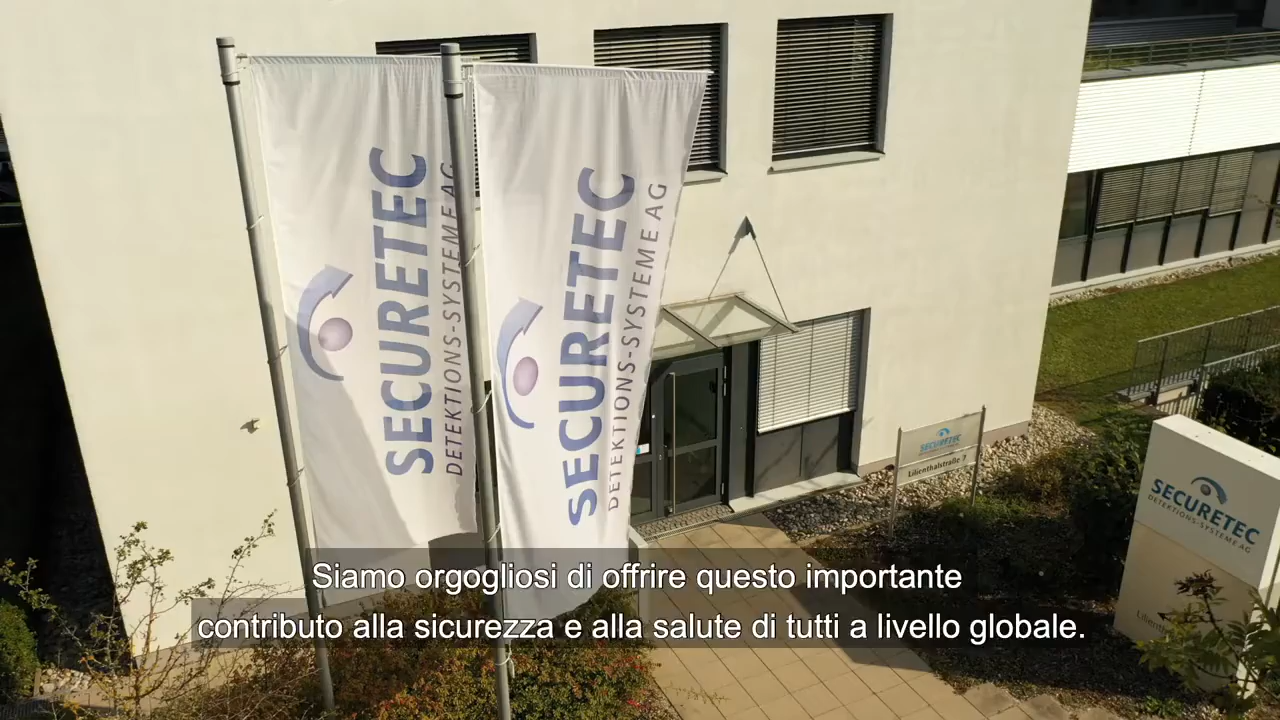 SECURETEC
DETEKTIONS-SYSTEME AG
SECURETEC
DETEKTIONS-SYSTEME AG
SECURETEC
Lilienthalstraße 7
SECURETEC
DETEKTIONS-SYSTEME AG
Siamo orgogliosi di offrire questo importante
contributo alla sicurezza e alla salute di tutti a livello globale.